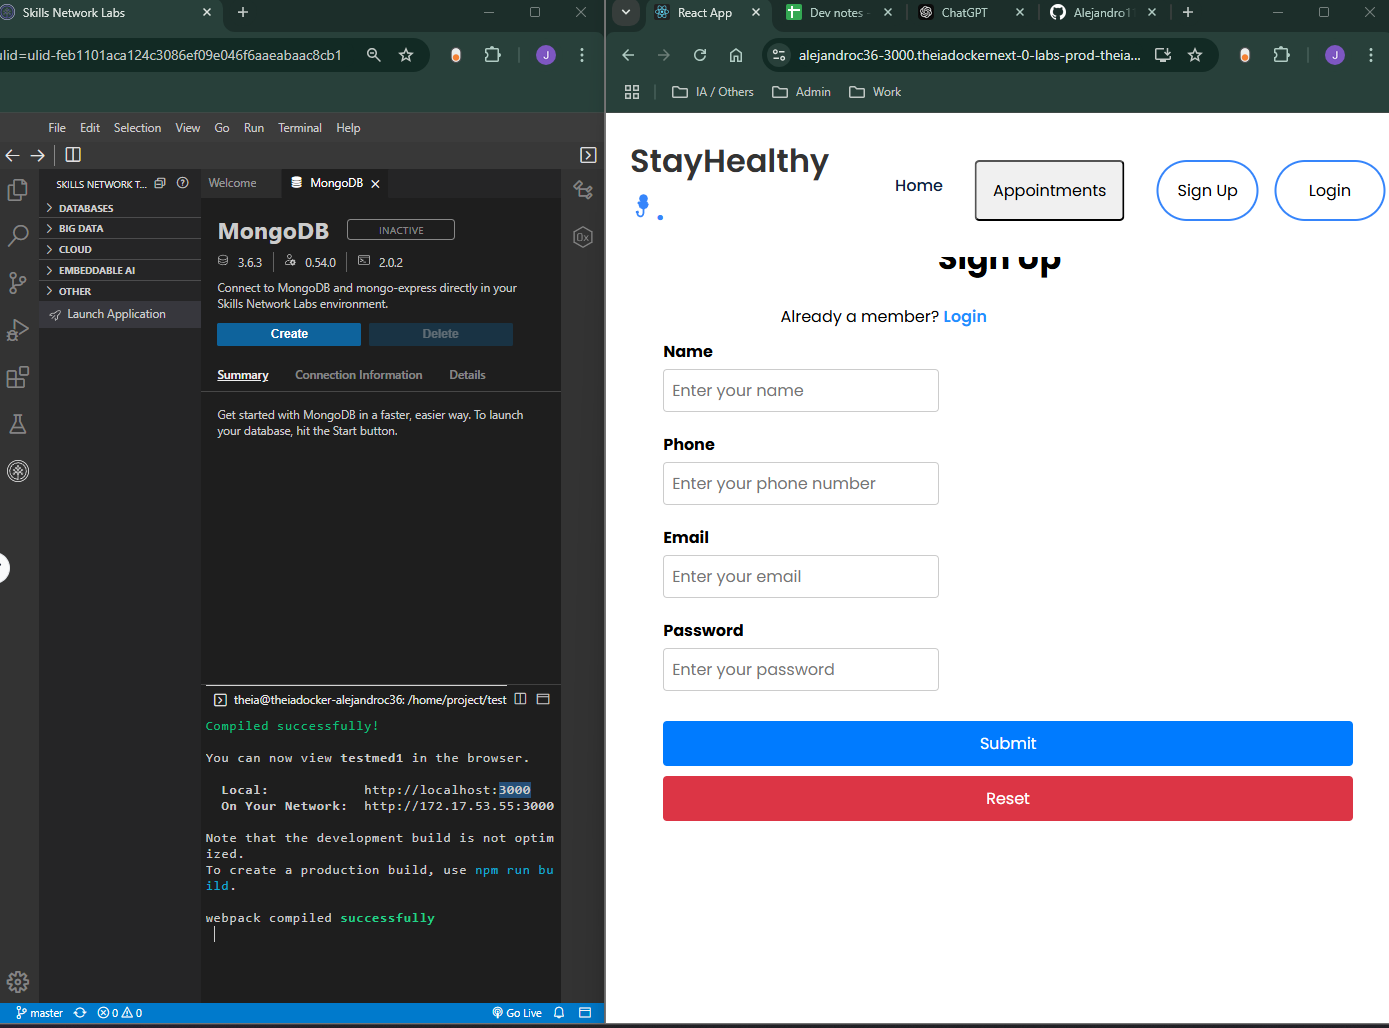 Skills Network Labs
ulid=ulid-feb1101aca124c3086ef09e046f6aaeabaac8cb1
J
File Edit Selection View Go Run Terminal Help
SKILLS NETWORK T...
DATABASES
BIG DATA
CLOUD
EMBEDDABLE AI
OTHER
Launch Application
Welcome
MongoDB
MongoDB
INACTIVE
3.6.3
0.54.0
2.0.2
Connect to MongoDB and mongo-express directly in your
Skills Network Labs environment.
Create
Delete
Summary
Connection Information
Details
Get started with MongoDB in a faster, easier way. To launch
your database, hit the Start button.
theia@theiadocker-alejandroc36: /home/project/test
Compiled successfully!
You can now view testmed1 in the browser.
Local: http://localhost:3000
On Your Network: http://172.17.53.55:3000
Note that the development build is not optim
ized.
To create a production build, use npm run bu
ild.
webpack compiled successfully
master
0 0
Go Live
React App
Dev notes -
ChatGPT
Alejandro1
alejandroc36-3000.theiadockernext-0-labs-prod-theia...
J
IA / Others
Admin
Work
StayHealthy
.
Home
Appointments
Sign Up
Login
Sign Up
Already a member? Login
Name
Enter your name
Phone
Enter your phone number
Email
Enter your email
Password
Enter your password
Submit
Reset